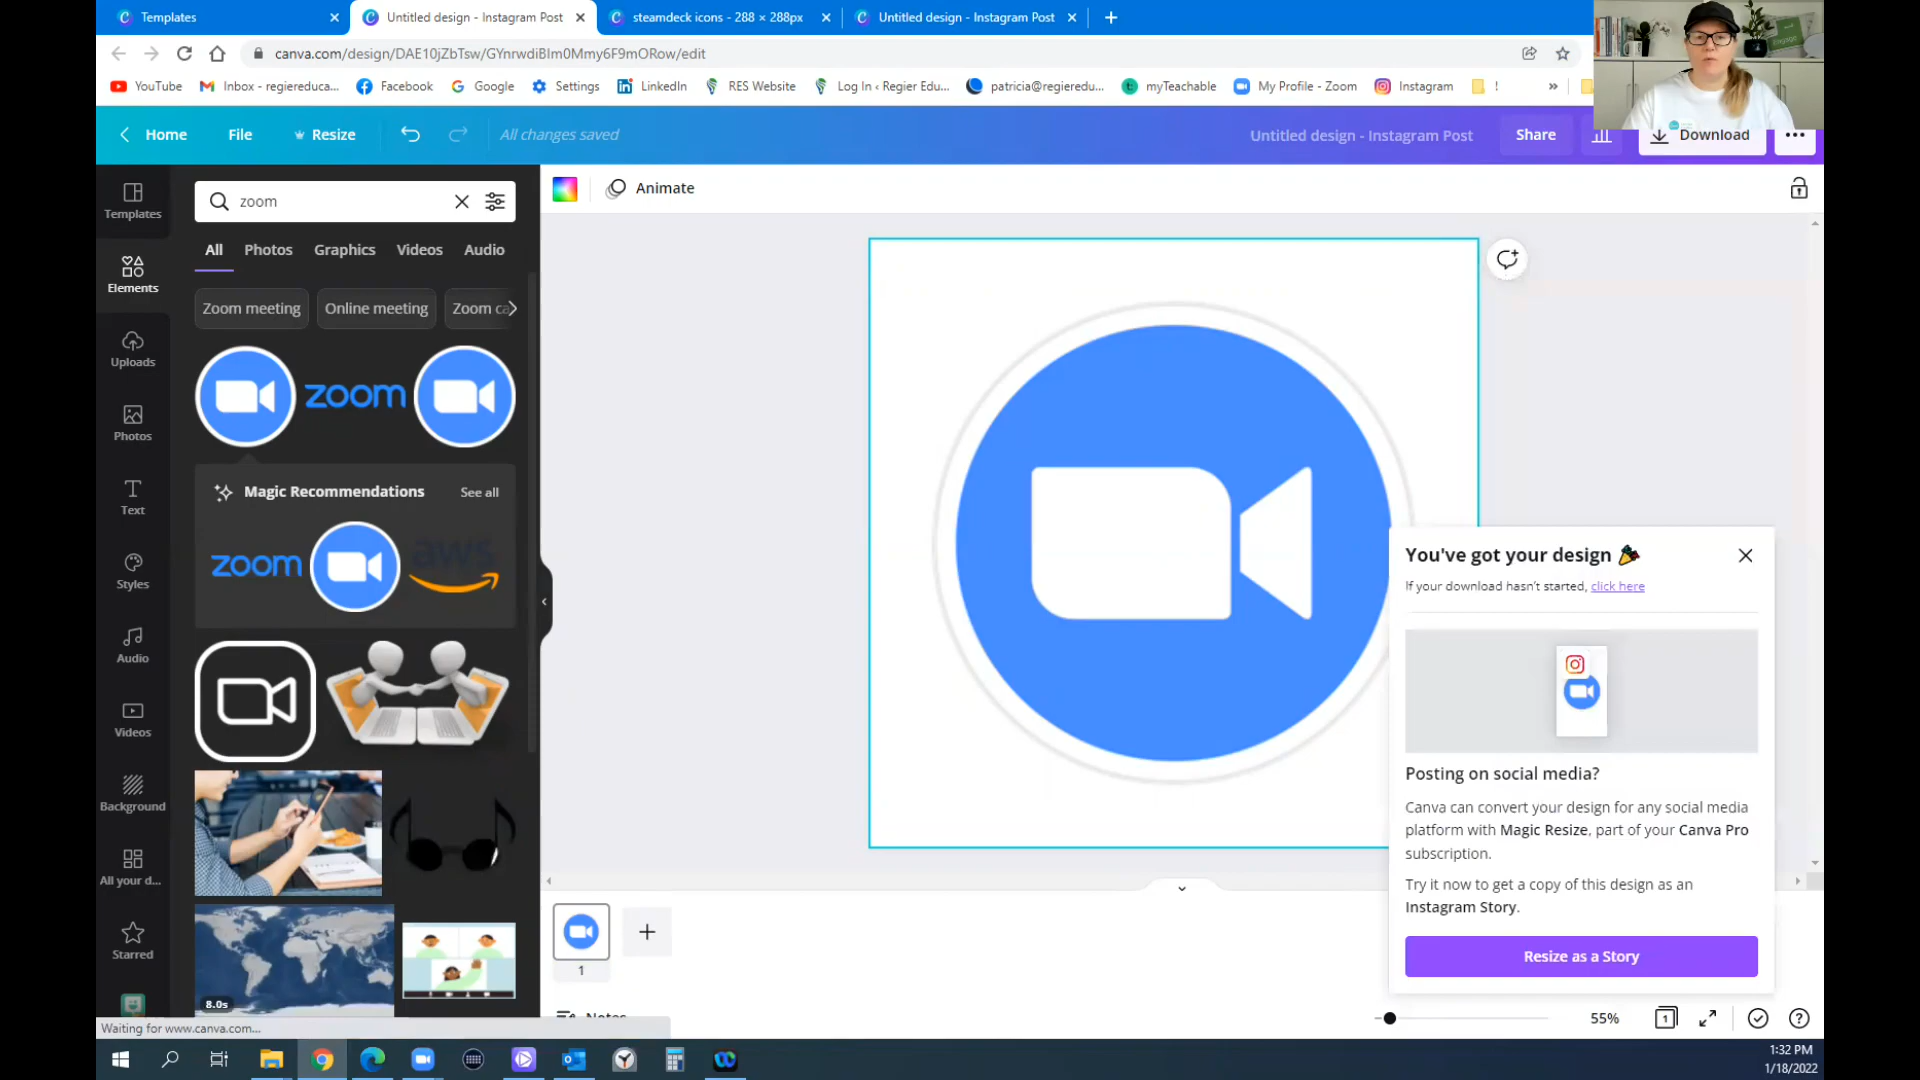 Templates
Untitled design - Instagram Post
steamdeck icons - 288 × 288px
Untitled design - Instagram Post
canva.com/design/DAE10jZbTsw/GYnrwdiBIm0Mmy6F9mORow/edit
YouTube
Inbox - regiereduca...
Facebook
Google
Settings
LinkedIn
RES Website
Log In ‹ Regier Edu...
patricia@regieredu...
myTeachable
My Profile - Zoom
Instagram
!
»
Home
File
Resize
All changes saved
Untitled design - Instagram Post
Share
Download
Templates
Elements
Uploads
Photos
Text
Styles
Audio
Videos
Background
All your d...
Starred
zoom
All
Photos
Graphics
Videos
Audio
Zoom meeting
Online meeting
Zoom ca
zoom
Magic Recommendations
See all
zoom
aws
8.0s
Animate
You've got your design
If your download hasn't started, click here
Posting on social media?
Canva can convert your design for any social media
platform with Magic Resize, part of your Canva Pro
subscription.
Try it now to get a copy of this design as an
Instagram Story.
Resize as a Story
1
Notes
55%
1
Waiting for www.canva.com...
1:32 PM
1/18/2022